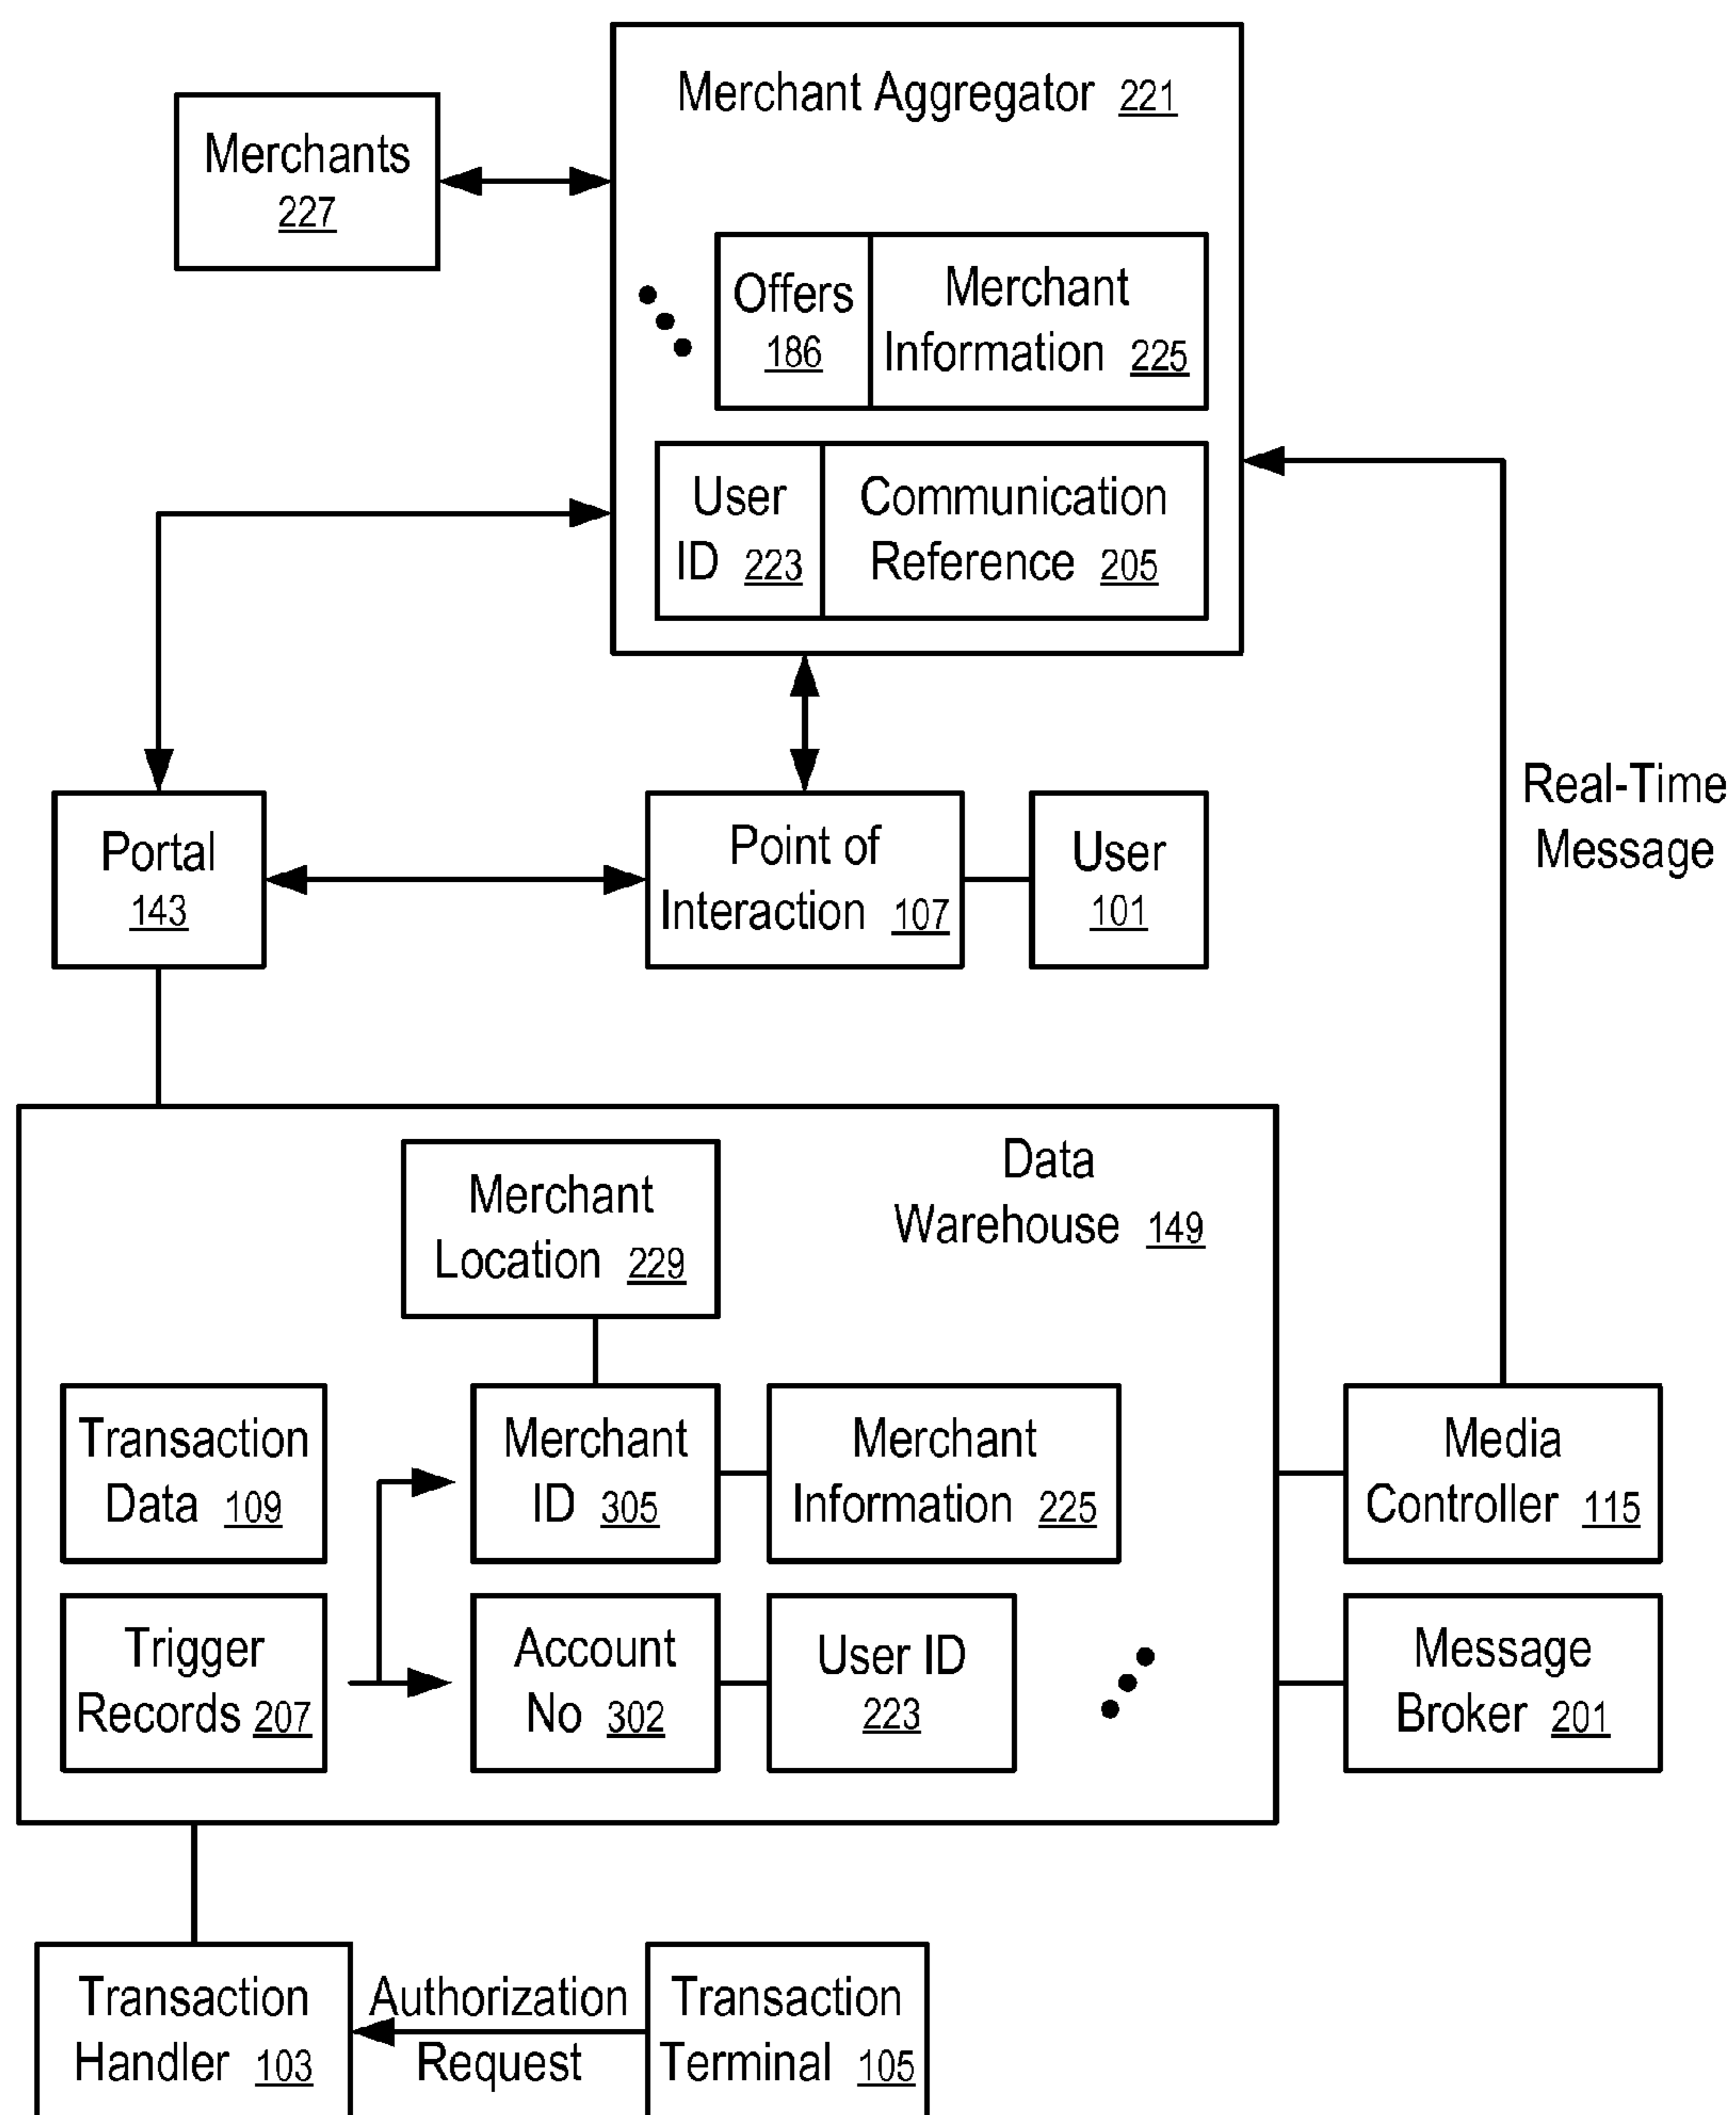 Merchant Aggregator 221
Merchants
227
Offers
186
Merchant
Information 225
User
ID 223
Communication
Reference 205
Real-Time
Message
Portal
143
Point of
Interaction 107
User
101
Data
Warehouse 149
Merchant
Location 229
Transaction
Data 109
Merchant
ID 305
Merchant
Information 225
Media
Controller 115
Trigger
Records 207
Account
No 302
User ID
223
Message
Broker 201
Transaction
Handler 103
Authorization
Request
Transaction
Terminal 105